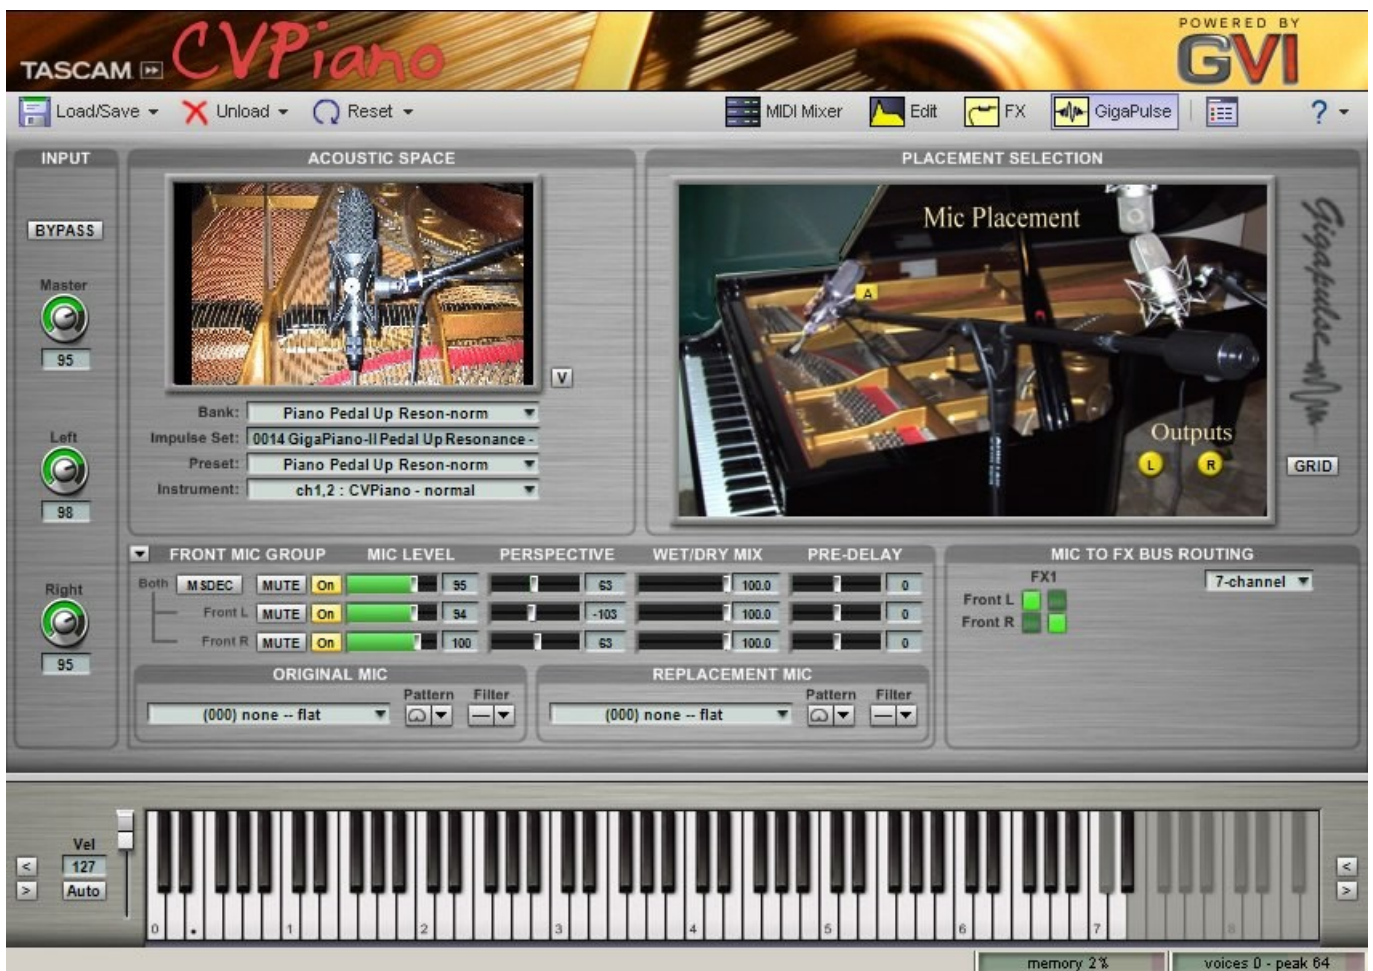 POWERED BY
TASCAM CVPiano GVI
Load/Save Unload Reset MIDI Mixer Edit FX GigaPulse ?
INPUT ACOUSTIC SPACE PLACEMENT SELECTION
BYPASS
Mic Placement
Gigapulse
Master
A
95
V
Bank: Piano Pedal Up Reson-norm
Left Impulse Set: 0014 GigaPiano-II Pedal Up Resonance -
Outputs
Preset: Piano Pedal Up Reson-norm
L R GRID
Instrument: ch1,2 : CVPiano - normal
98
FRONT MIC GROUP MIC LEVEL PERSPECTIVE WET/DRY MIX PRE-DELAY MIC TO FX BUS ROUTING
Right Both MSDEC MUTE On 95 63 100.0 0 FX1 7-channel
Front L MUTE On 94 -103 100.0 0 Front L
Front R MUTE On 100 63 100.0 0 Front R
95
ORIGINAL MIC REPLACEMENT MIC
Pattern Filter Pattern Filter
(000) none -- flat (000) none -- flat
Vel
< 127 <
> Auto >
0 1 2 3 4 5 6 7 8
memory 2% voices 0 - peak 64